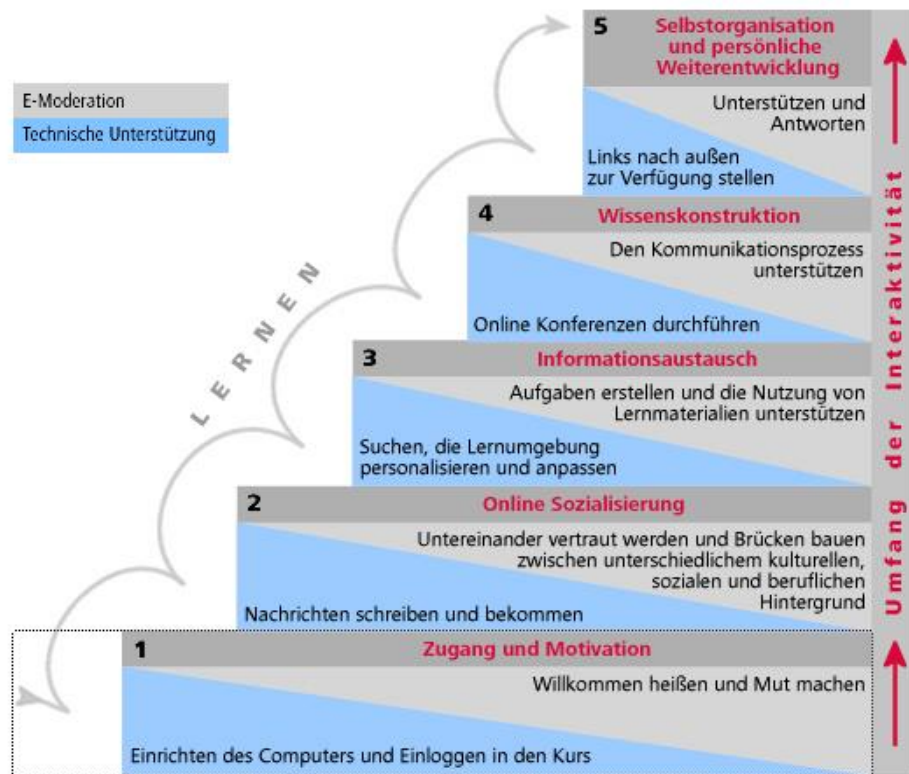 5 Selbstorganisation
und persönliche
Weiterentwicklung
E-Moderation
Technische Unterstützung
Unterstützen und
Antworten
Links nach außen
zur Verfügung stellen
4 Wissenskonstruktion
Den Kommunikationsprozess
unterstützen
Online Konferenzen durchführen
LERNEN
3 Informationsaustausch
Aufgaben erstellen und die Nutzung von
Lernmaterialien unterstützen
Suchen, die Lernumgebung
personalisieren und anpassen
2 Online Sozialisierung
Untereinander vertraut werden und Brücken bauen
zwischen unterschiedlichem kulturellen,
sozialen und beruflichen
Hintergrund
Nachrichten schreiben und bekommen
1 Zugang und Motivation
Willkommen heißen und Mut machen
Einrichten des Computers und Einloggen in den Kurs
Umfang der Interaktivität